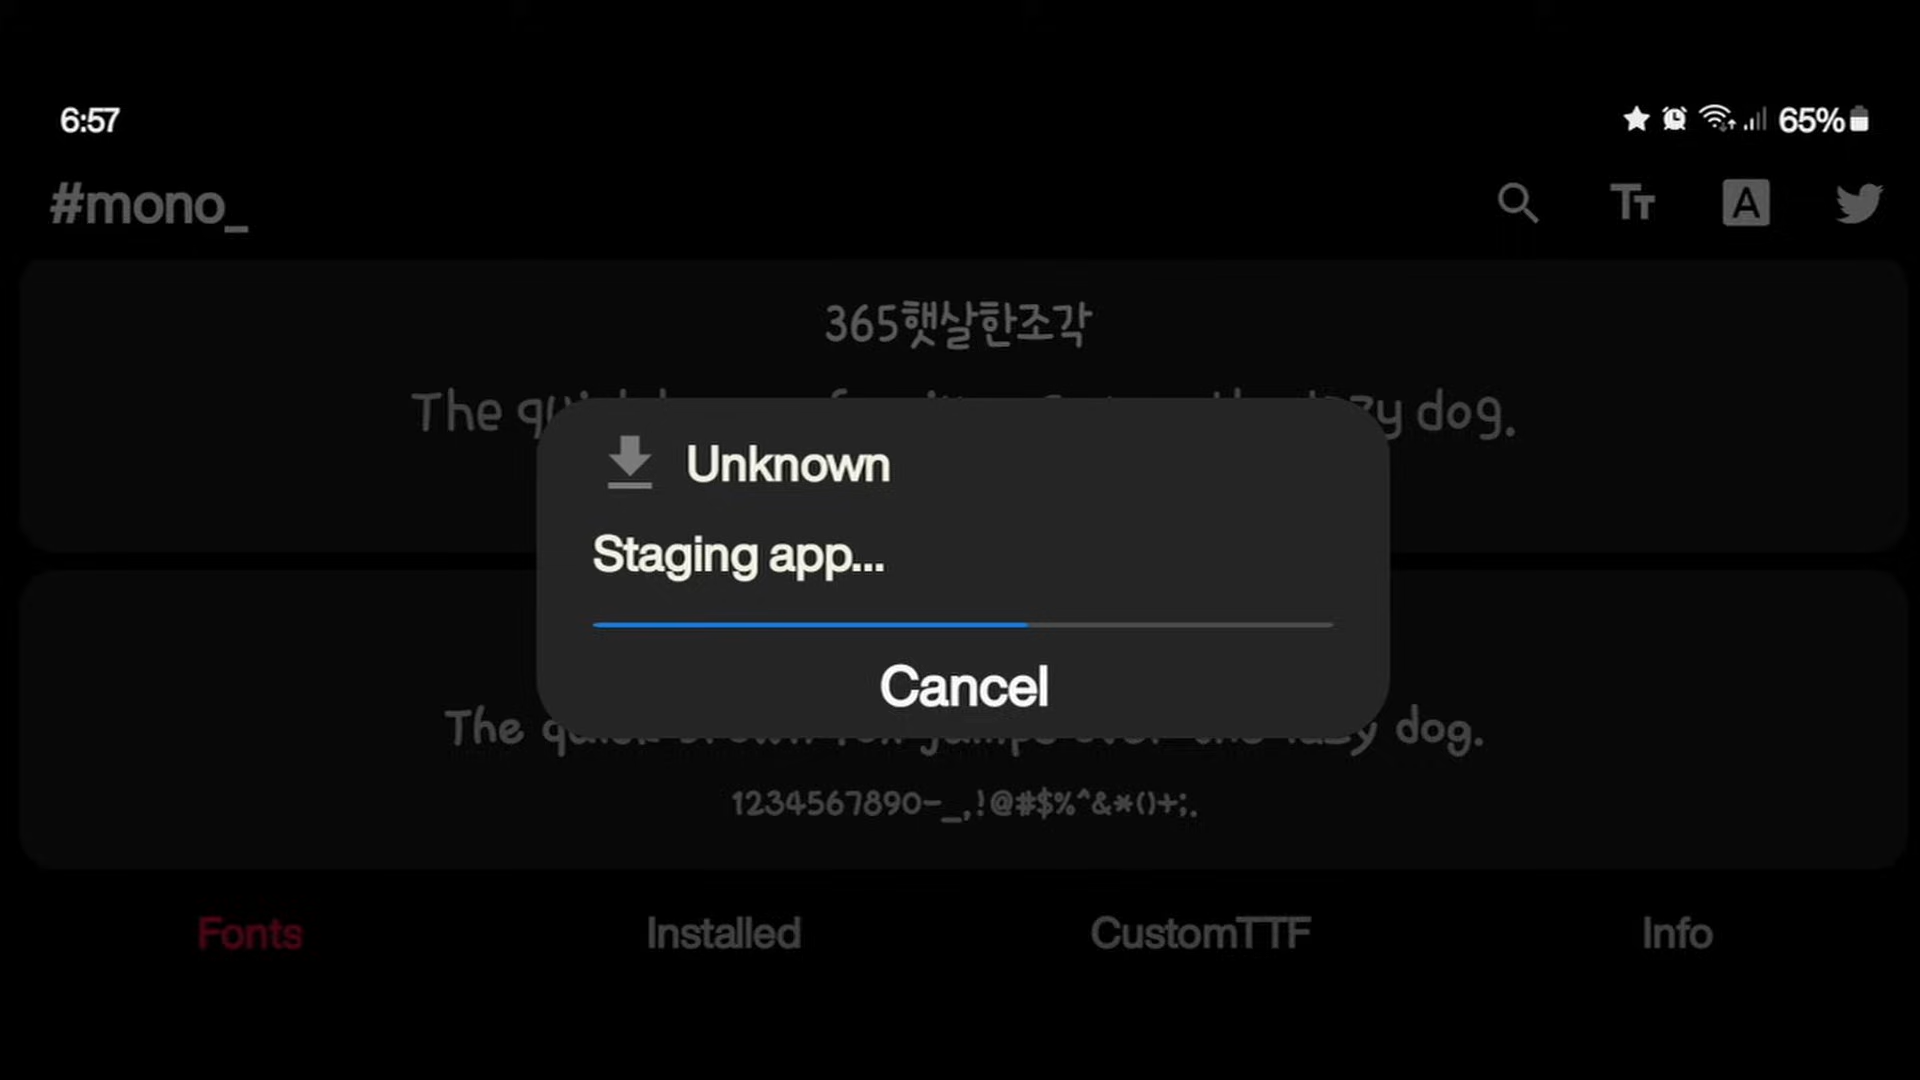 6:57
65%
#mono_
TT
A
365햇살한조각
The dog.
Unknown
Staging app...
Cancel
The dog.
1234567890-_,!@#$%^&*()+;.
Fonts
Installed
CustomTTF
Info